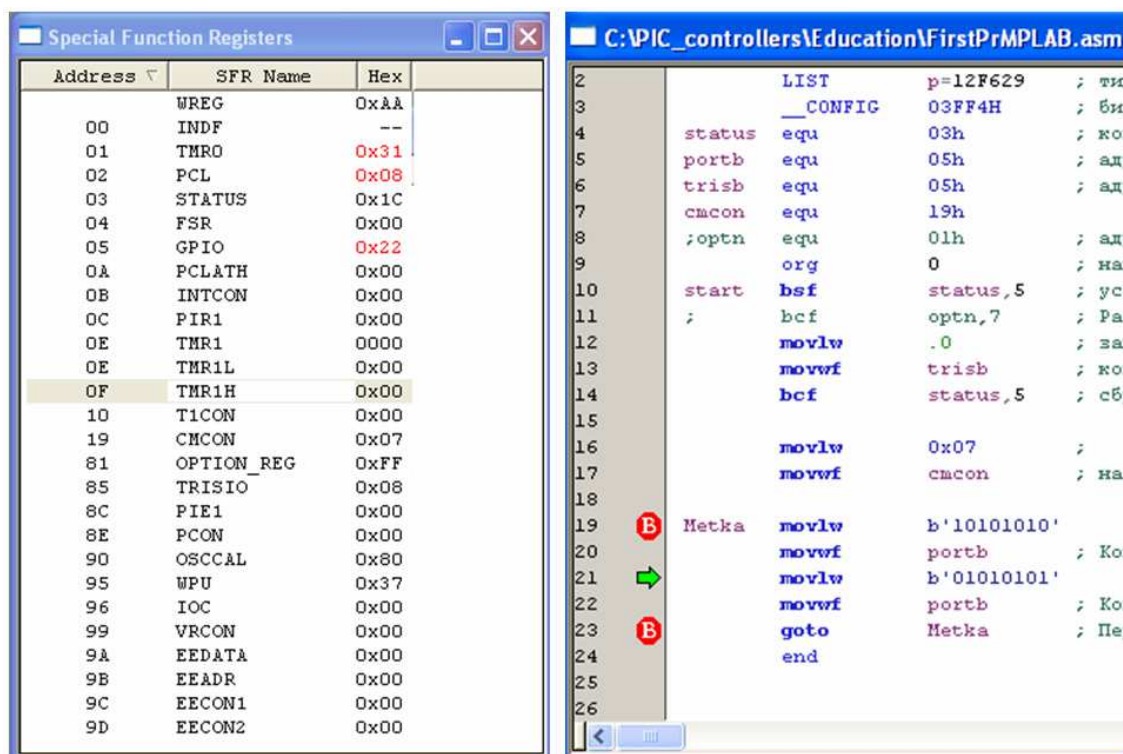 Special Function Registers
Address SFR Name Hex
WREG 0xAA
00 INDF --
01 TMR0 0x31
02 PCL 0x08
03 STATUS 0x1C
04 FSR 0x00
05 GPIO 0x22
0A PCLATH 0x00
0B INTCON 0x00
0C PIR1 0x00
0E TMR1 0000
0E TMR1L 0x00
0F TMR1H 0x00
10 T1CON 0x00
19 CMCON 0x07
81 OPTION_REG 0xFF
85 TRISIO 0x08
8C PIE1 0x00
8E PCON 0x00
90 OSCCAL 0x80
95 WPU 0x37
96 IOC 0x00
99 VRCON 0x00
9A EEDATA 0x00
9B EEADR 0x00
9C EECON1 0x00
9D EECON2 0x00
C:\PIC_controllers\Education\FirstPrMPLAB.asm
2 LIST p=12F629 ; ти
3 __CONFIG 03FF4H ; би
4 status equ 03h ; ко
5 portb equ 05h ; ад
6 trisb equ 05h ; ад
7 cmcon equ 19h
8 ;optn equ 01h ; ад
9 org 0 ; на
10 start bsf status,5 ; ус
11 ; bcf optn,7 ; Ра
12 movlw .0 ; за
13 movwf trisb ; ко
14 bcf status,5 ; сб
15
16 movlw 0x07 ;
17 movwf cmcon ; на
18
19 B Metka movlw b'10101010'
20 movwf portb ; Ко
21 movlw b'01010101'
22 movwf portb ; Ко
23 B goto Metka ; Пе
24 end
25
26